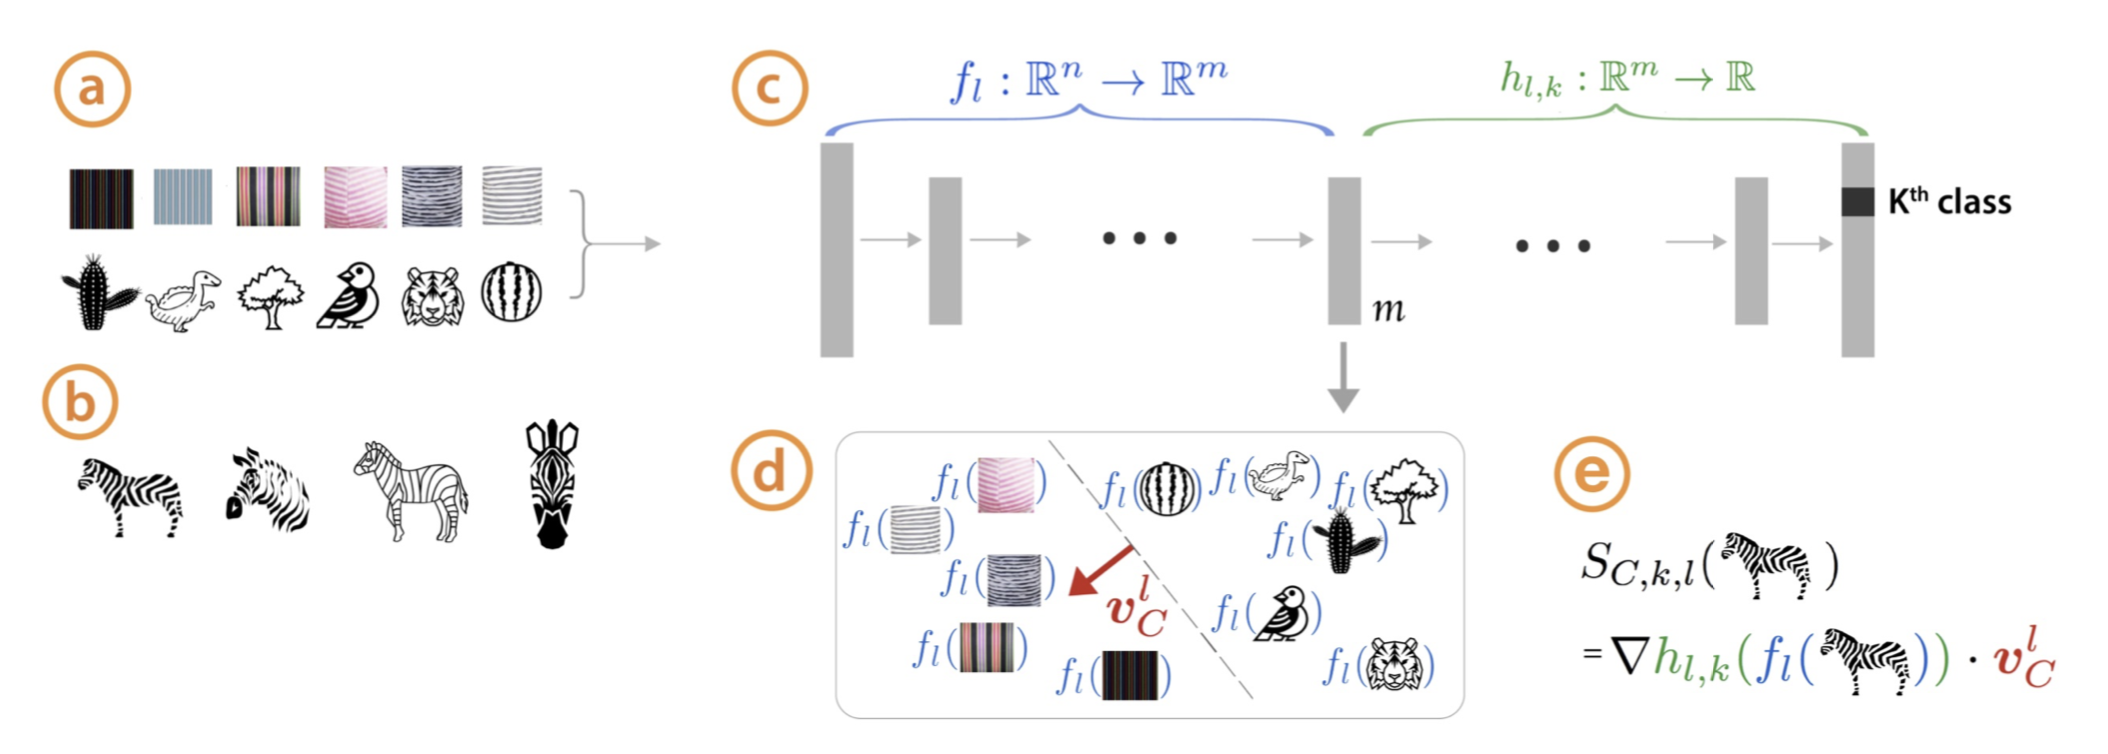 a
b
c
f_l : ℝ^n → ℝ^m
h_{l,k} : ℝ^m → ℝ
K^th class
m
d
f_l( )
f_l( )
f_l( )
f_l( )
f_l( )
f_l( )
f_l( )
f_l( )
f_l( )
f_l( )
f_l( )
v_C^l
e
S_{C,k,l}( )
= ∇h_{l,k}(f_l( )) · v_C^l